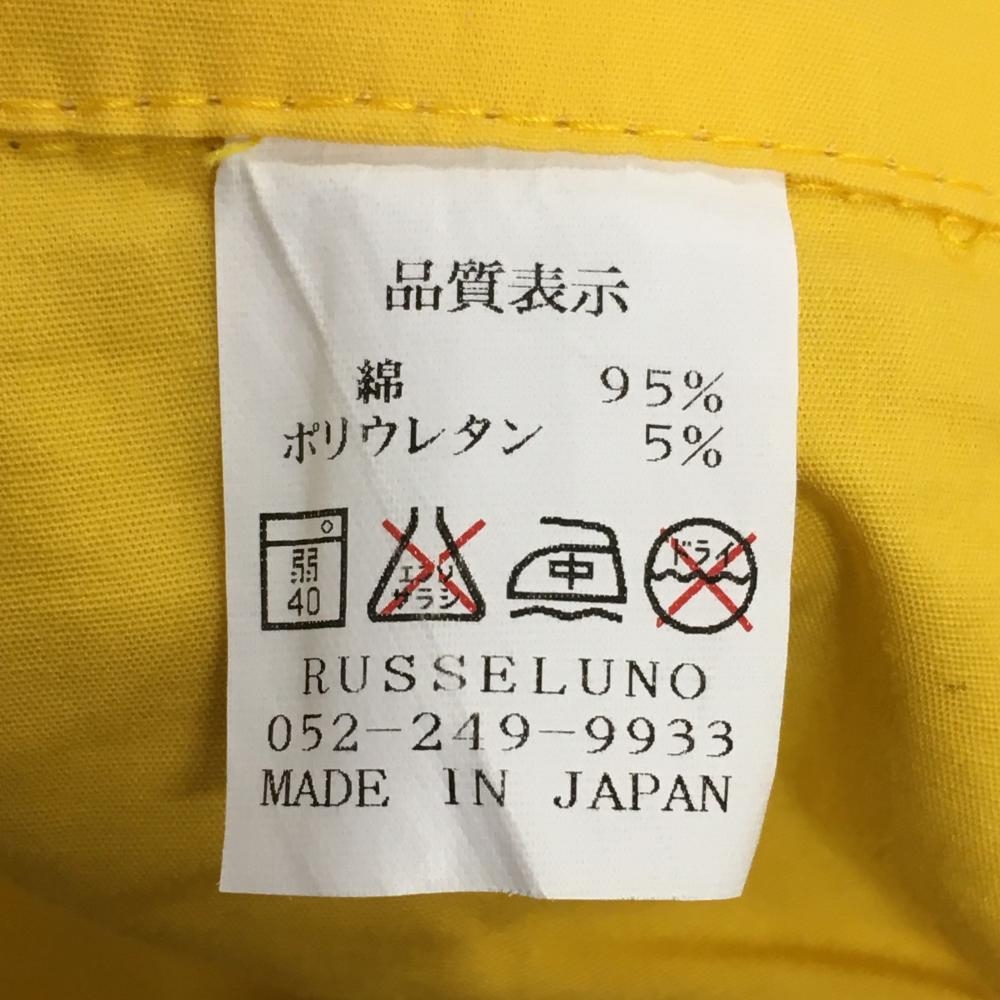 品質表示
綿 95%
ポリウレタン 5%
弱
40
エンソ
サラシ
中
ドライ
RUSSELUNO
052-249-9933
MADE IN JAPAN